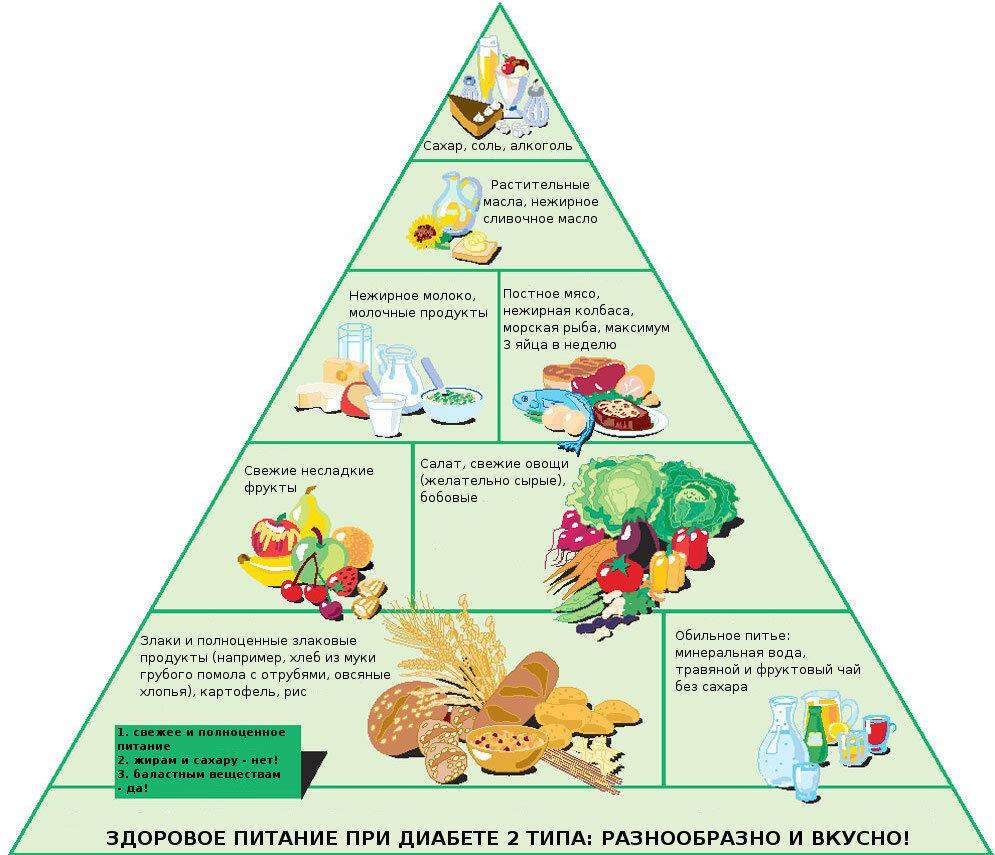 Сахар, соль, алкоголь
Растительные
масла, нежирное
сливочное масло
Нежирное молоко,
молочные продукты
Постное мясо,
нежирная колбаса,
морская рыба, максимум
3 яйца в неделю
Свежие несладкие
фрукты
Салат, свежие овощи
(желательно сырые),
бобовые
Злаки и полноценные злаковые
продукты (например, хлеб из муки
грубого помола с отрубями, овсяные
хлопья), картофель, рис
Обильное питье:
минеральная вода,
травяной и фруктовый чай
без сахара
1. свежее и полноценное
питание
2. жирам и сахару - нет!
3. баластным веществам
- да!
ЗДОРОВОЕ ПИТАНИЕ ПРИ ДИАБЕТЕ 2 ТИПА: РАЗНООБРАЗНО И ВКУСНО!